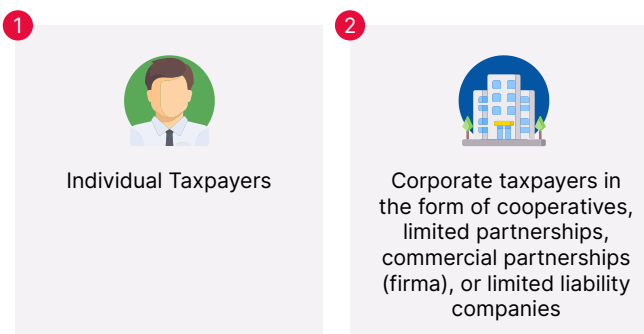 1
Individual Taxpayers
2
Corporate taxpayers in
the form of cooperatives,
limited partnerships,
commercial partnerships
(firma), or limited liability
companies